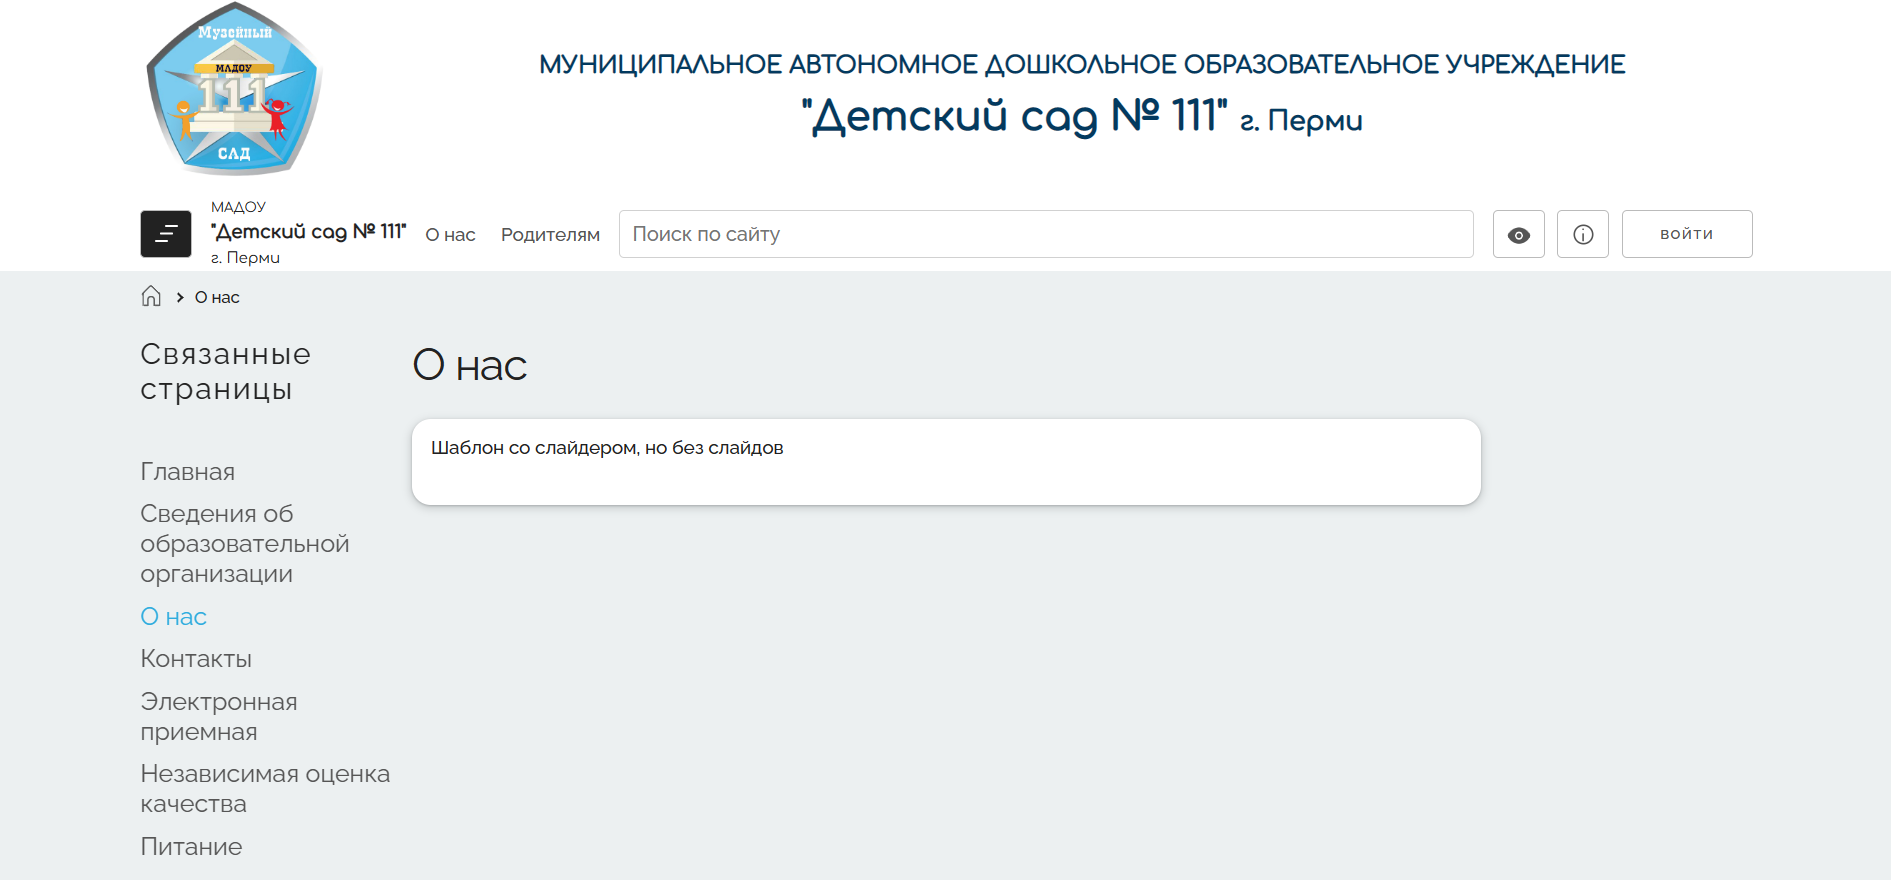 Музейный
МАДОУ
111
САД
МУНИЦИПАЛЬНОЕ АВТОНОМНОЕ ДОШКОЛЬНОЕ ОБРАЗОВАТЕЛЬНОЕ УЧРЕЖДЕНИЕ
"Детский сад № 111" г. Перми
МАДОУ
"Детский сад № 111"
г. Перми
О нас
Родителям
Поиск по сайту
ВОЙТИ
О нас
Связанные
страницы
Главная
Сведения об
образовательной
организации
О нас
Контакты
Электронная
приемная
Независимая оценка
качества
Питание
О нас
Шаблон со слайдером, но без слайдов